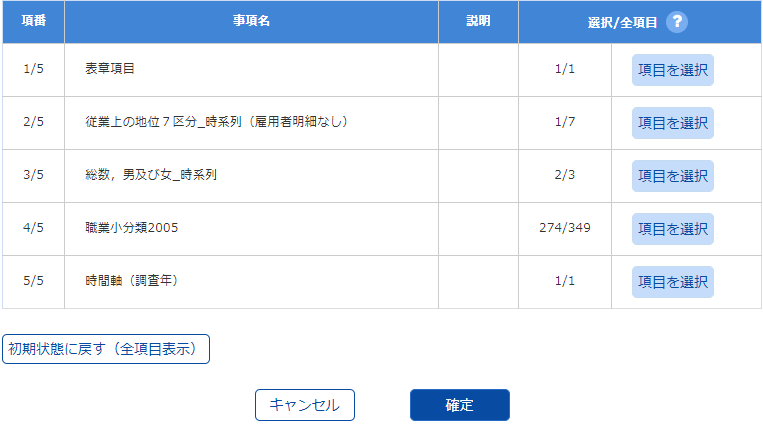 項番 事項名 説明 選択/全項目 ?
1/5 表章項目 1/1 項目を選択
2/5 従業上の地位７区分_時系列（雇用者明細なし） 1/7 項目を選択
3/5 総数，男及び女_時系列 2/3 項目を選択
4/5 職業小分類2005 274/349 項目を選択
5/5 時間軸（調査年） 1/1 項目を選択
初期状態に戻す（全項目表示）
キャンセル 確定